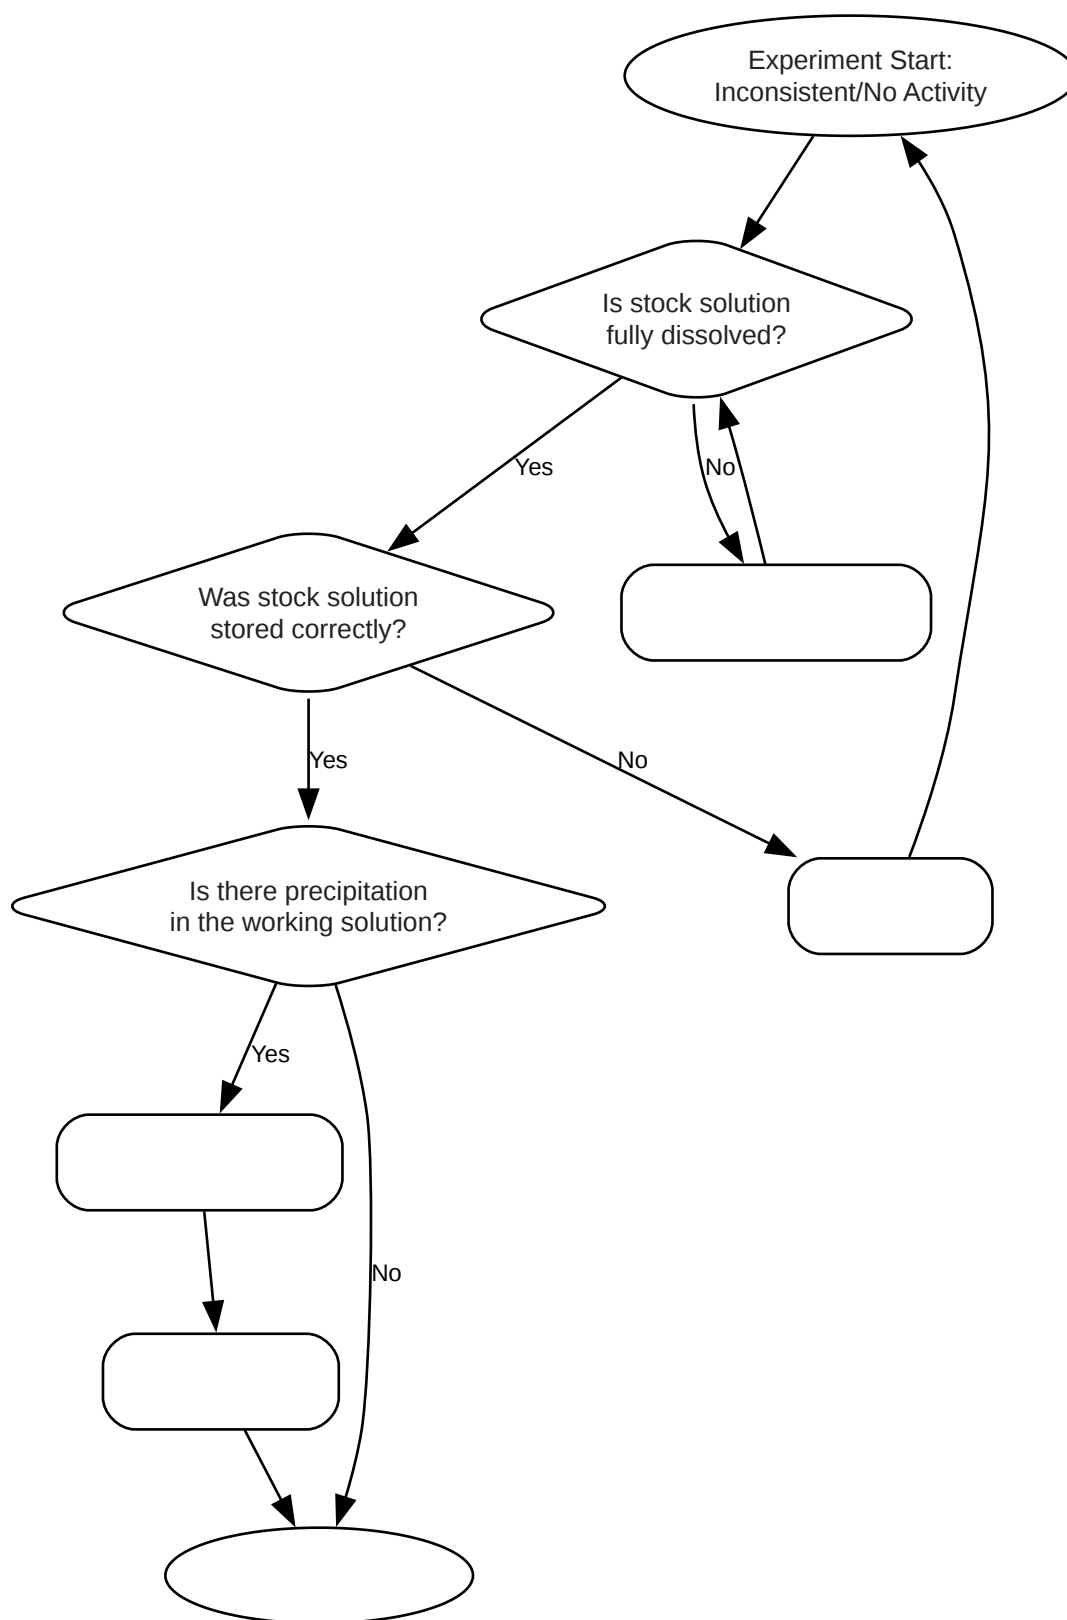 Experiment Start:
Inconsistent/No Activity
Is stock solution
fully dissolved?
Yes
No
Was stock solution
stored correctly?
Yes
No
Is there precipitation
in the working solution?
Yes
No